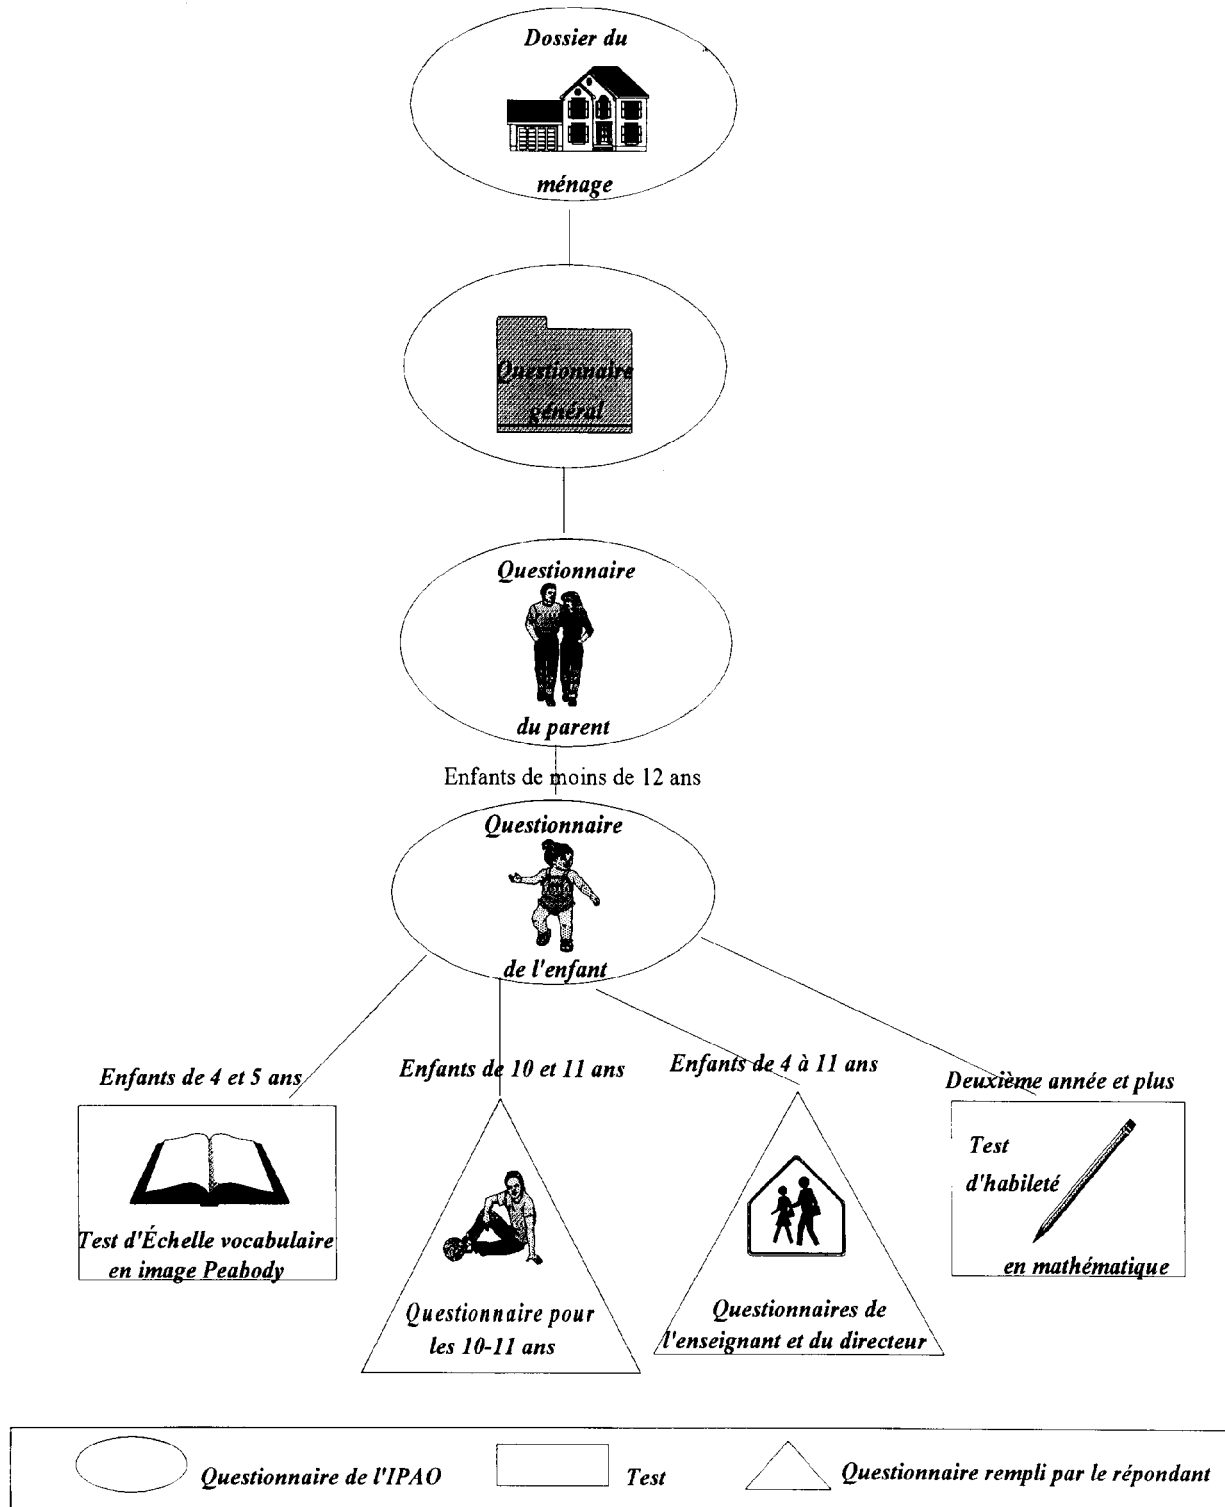 Dossier du
ménage
Questionnaire
général
Questionnaire
du parent
Enfants de moins de 12 ans
Questionnaire
de l'enfant
Enfants de 4 et 5 ans
Test d'Échelle vocabulaire
en image Peabody
Enfants de 10 et 11 ans
Questionnaire pour
les 10-11 ans
Enfants de 4 à 11 ans
Questionnaires de
l'enseignant et du directeur
Deuxième année et plus
Test
d'habileté
en mathématique
Questionnaire de l'IPAO
Test
Questionnaire rempli par le répondant